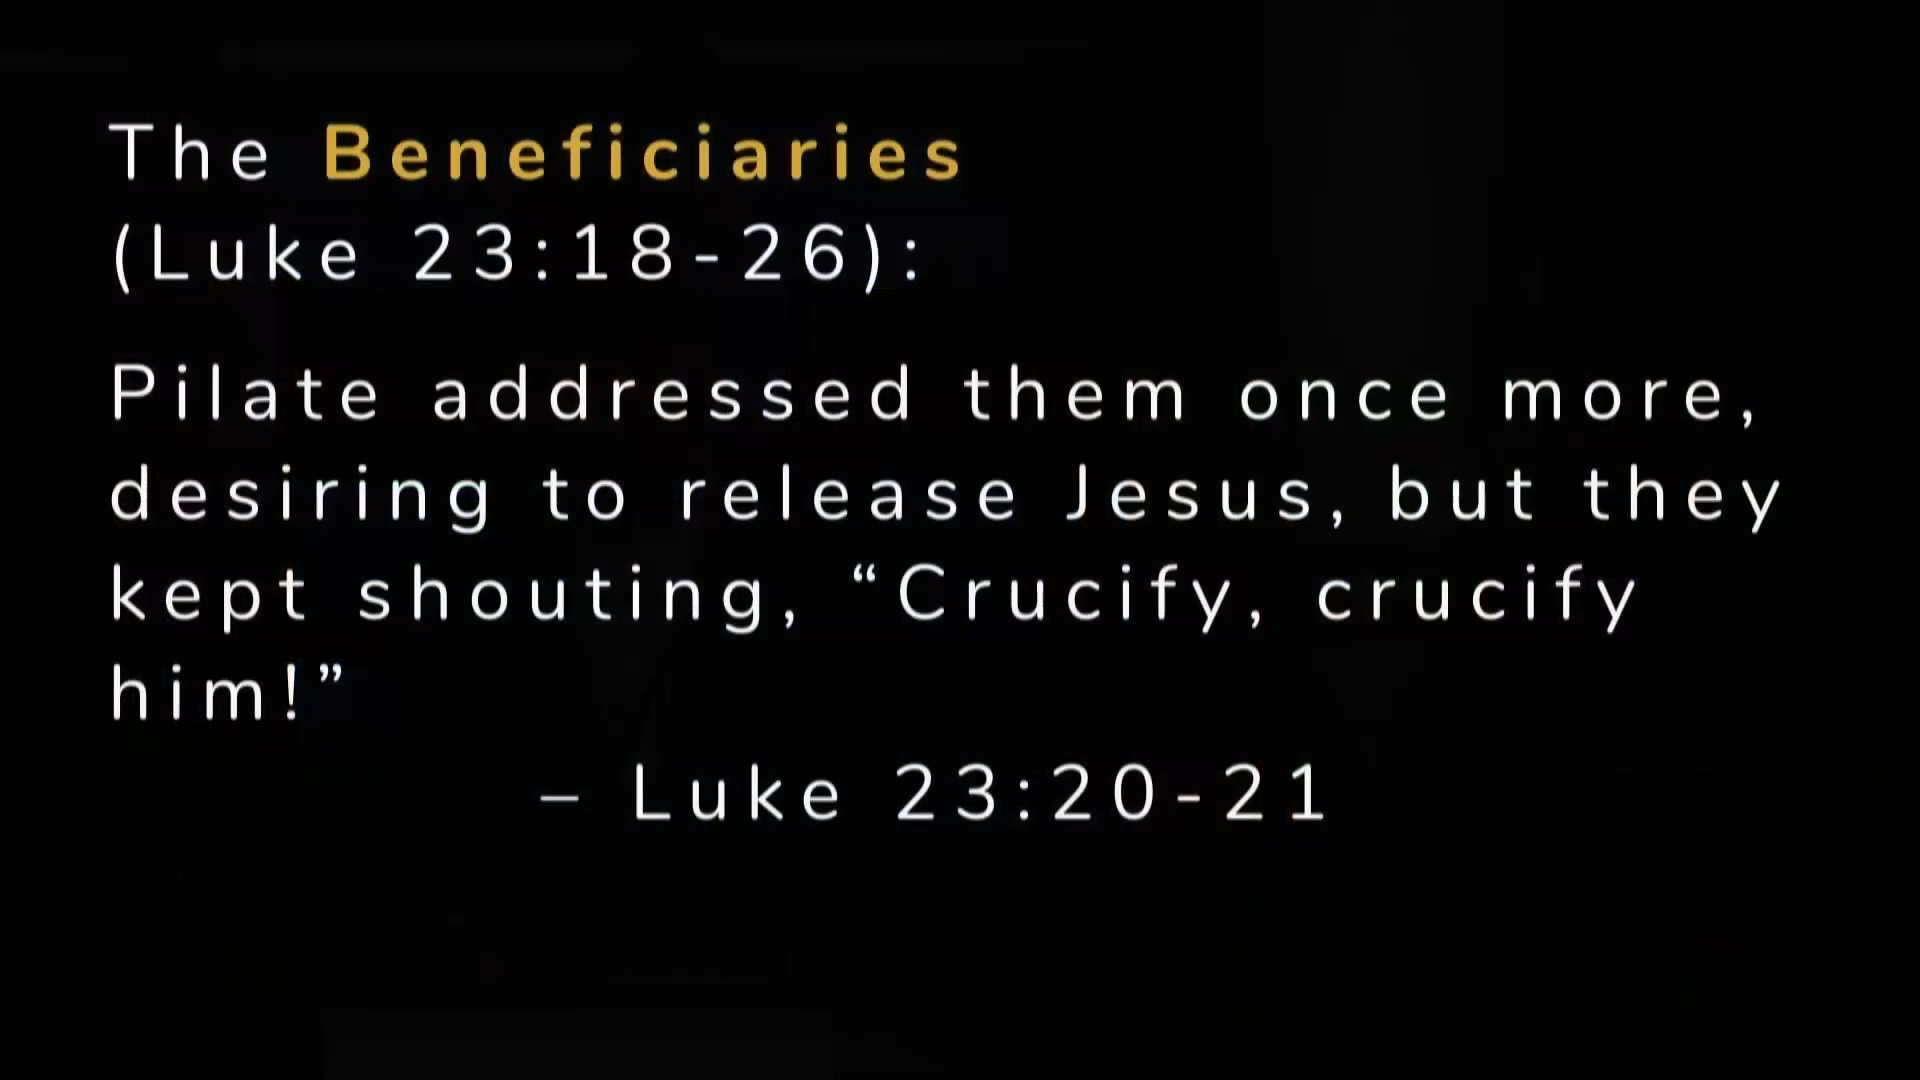 The Beneficiaries
(Luke 23:18-26):
Pilate addressed them once more,
desiring to release Jesus, but they
kept shouting, “Crucify, crucify
him!”
– Luke 23:20-21